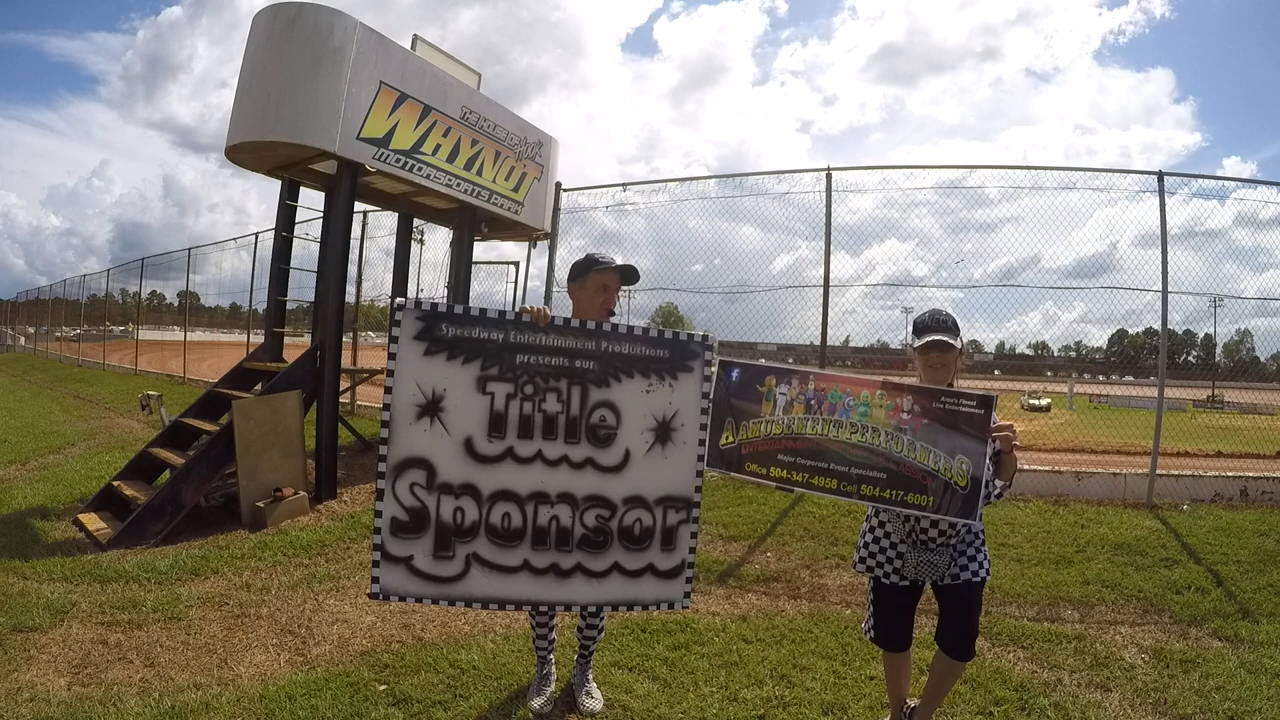 THE HOUSE OF HOOK
WHYNOT
MOTORSPORTS PARK
Speedway Entertainment Productions
presents our
Title
Sponsor
f
Area's Finest
Live Entertainment
A AMUSEMENT PERFORMERS
ENTERTAINMENT
Major Corporate Event Specialists
Office 504-347-4958 Cell 504-417-6001